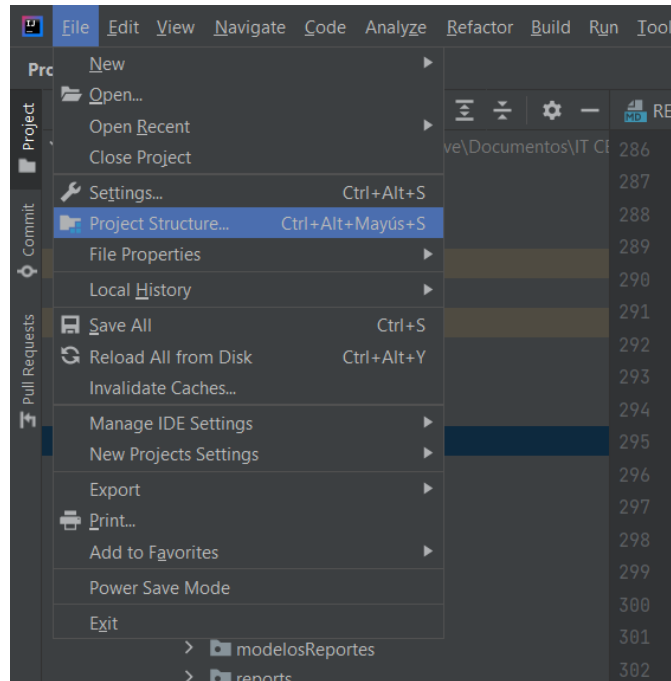 IJ File Edit View Navigate Code Analyze Refactor Build Run Tool
Pro
New
Open...
Open Recent
Close Project
Settings... Ctrl+Alt+S
Project Structure... Ctrl+Alt+Mayús+S
File Properties
Local History
Save All Ctrl+S
Reload All from Disk Ctrl+Alt+Y
Invalidate Caches...
Manage IDE Settings
New Projects Settings
Export
Print...
Add to Favorites
Power Save Mode
Exit
Project
Commit
Pull Requests
ve\Documentos\IT CE
modelosReportes
reports
MD RE
286
287
288
289
290
291
292
293
294
295
296
297
298
299
300
301
302